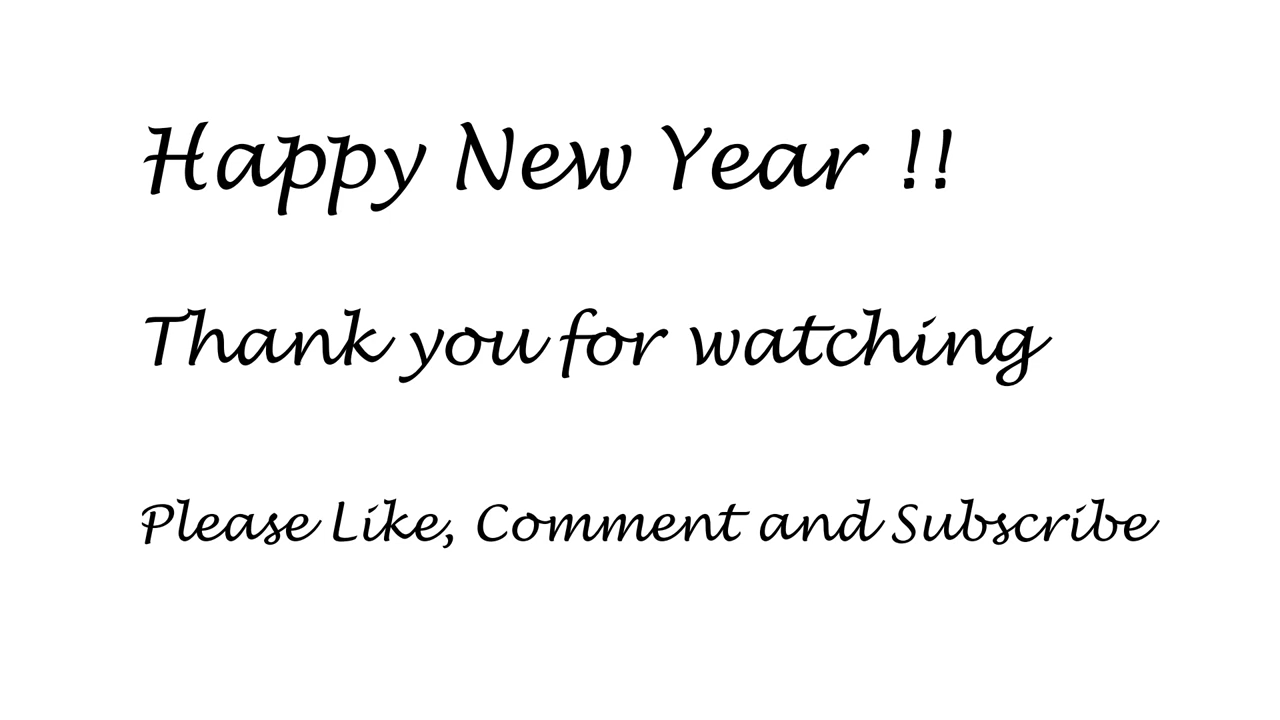 Happy New Year !!
Thank you for watching
Please Like, Comment and Subscribe